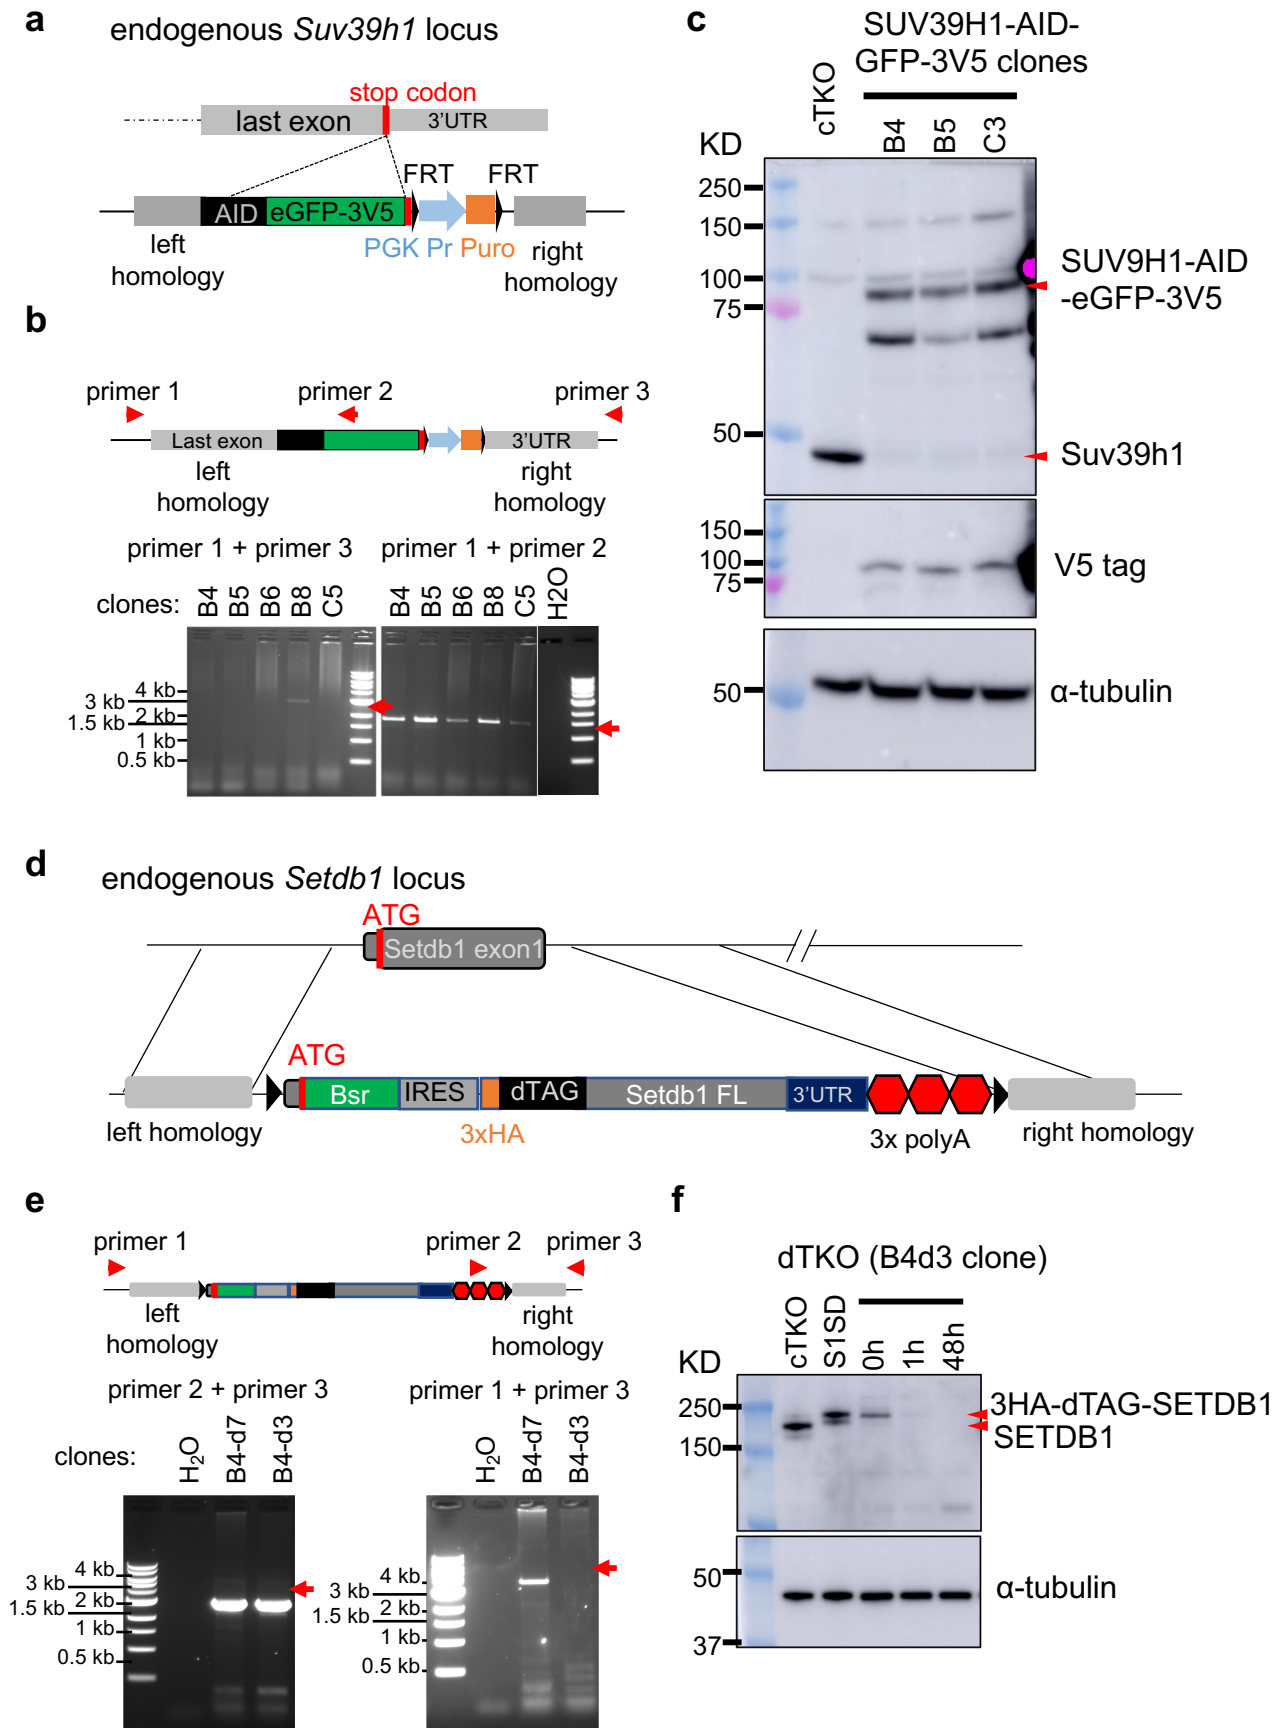 a
endogenous Suv39h1 locus
stop codon
last exon
3'UTR
FRT
FRT
AID
eGFP-3V5
left
homology
PGK Pr
Puro
right
homology
b
primer 1
primer 2
primer 3
Last exon
3'UTR
left
homology
right
homology
primer 1 + primer 3
primer 1 + primer 2
clones:
B4
B5
B6
B8
C5
B4
B5
B6
B8
C5
H2O
4 kb
3 kb
2 kb
1.5 kb
1 kb
0.5 kb
c
SUV39H1-AID-
GFP-3V5 clones
cTKO
B4
B5
C3
KD
250
150
100
75
50
SUV9H1-AID
-eGFP-3V5
Suv39h1
150
100
75
V5 tag
50
α-tubulin
d
endogenous Setdb1 locus
ATG
Setdb1 exon1
ATG
Bsr
IRES
dTAG
Setdb1 FL
3'UTR
left homology
3xHA
3x polyA
right homology
e
primer 1
primer 2
primer 3
left
homology
right
homology
primer 2 + primer 3
primer 1 + primer 3
clones:
H2O
B4-d7
B4-d3
H2O
B4-d7
B4-d3
4 kb
3 kb
2 kb
1.5 kb
1 kb
0.5 kb
4 kb
3 kb
2 kb
1.5 kb
1 kb
0.5 kb
f
dTKO (B4d3 clone)
cTKO
S1SD
0h
1h
48h
KD
250
150
3HA-dTAG-SETDB1
SETDB1
50
37
α-tubulin